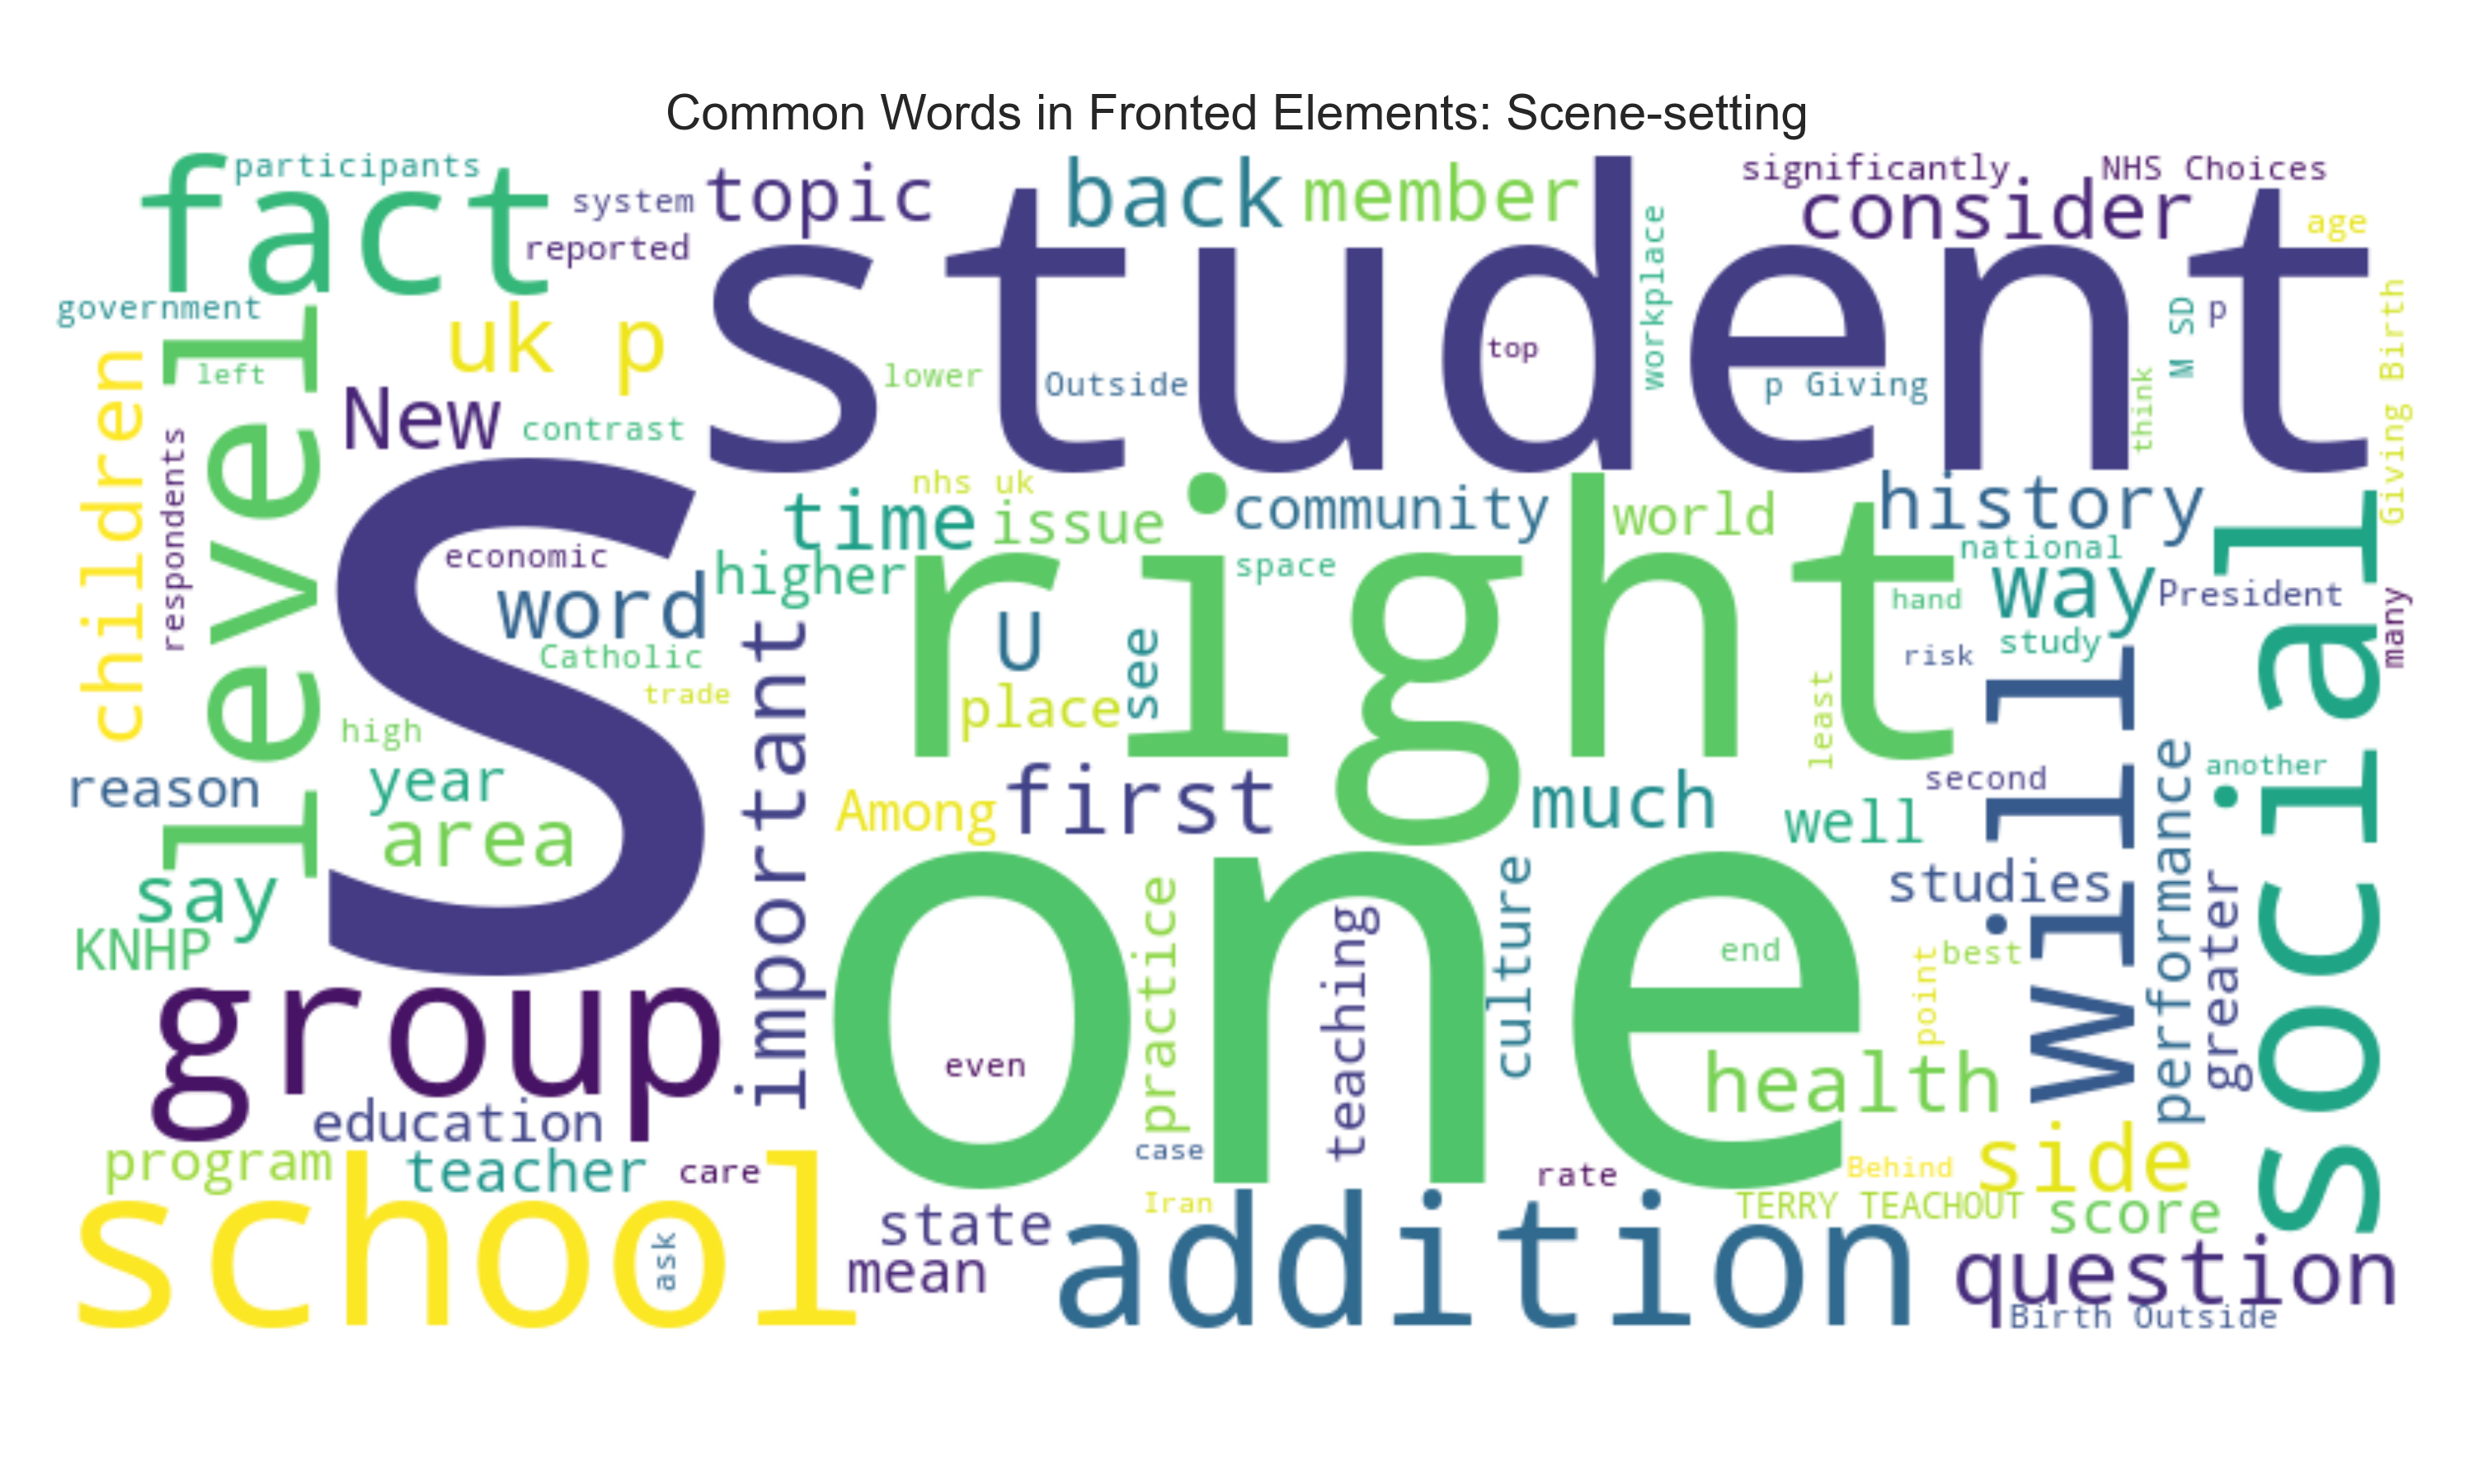 Common Words in Fronted Elements: Scene-setting
fact
participants
system
reported
topic
back
member
significantly
NHS Choices
consider
age
student
government
uk p
workplace
M SD
p
Giving Birth
children
level
left
New
contrast
lower
Outside
top
p Giving
think
respondents
S
economic
word
Catholic
trade
high
nhs uk
time
issue
community
world
history
higher
right
space
national
u
see
place
hand
way
President
many
risk
study
least
social
important
reason
year
area
Among
first
much
well
second
will
another
performance
say
KNHP
one
practice
teaching
culture
end
studies
point
best
greater
group
even
health
education
program
teacher
care
case
rate
Behind
side
school
ask
state
mean
Iran
addition
TERRY TEACHOUT
score
question
Birth Outside